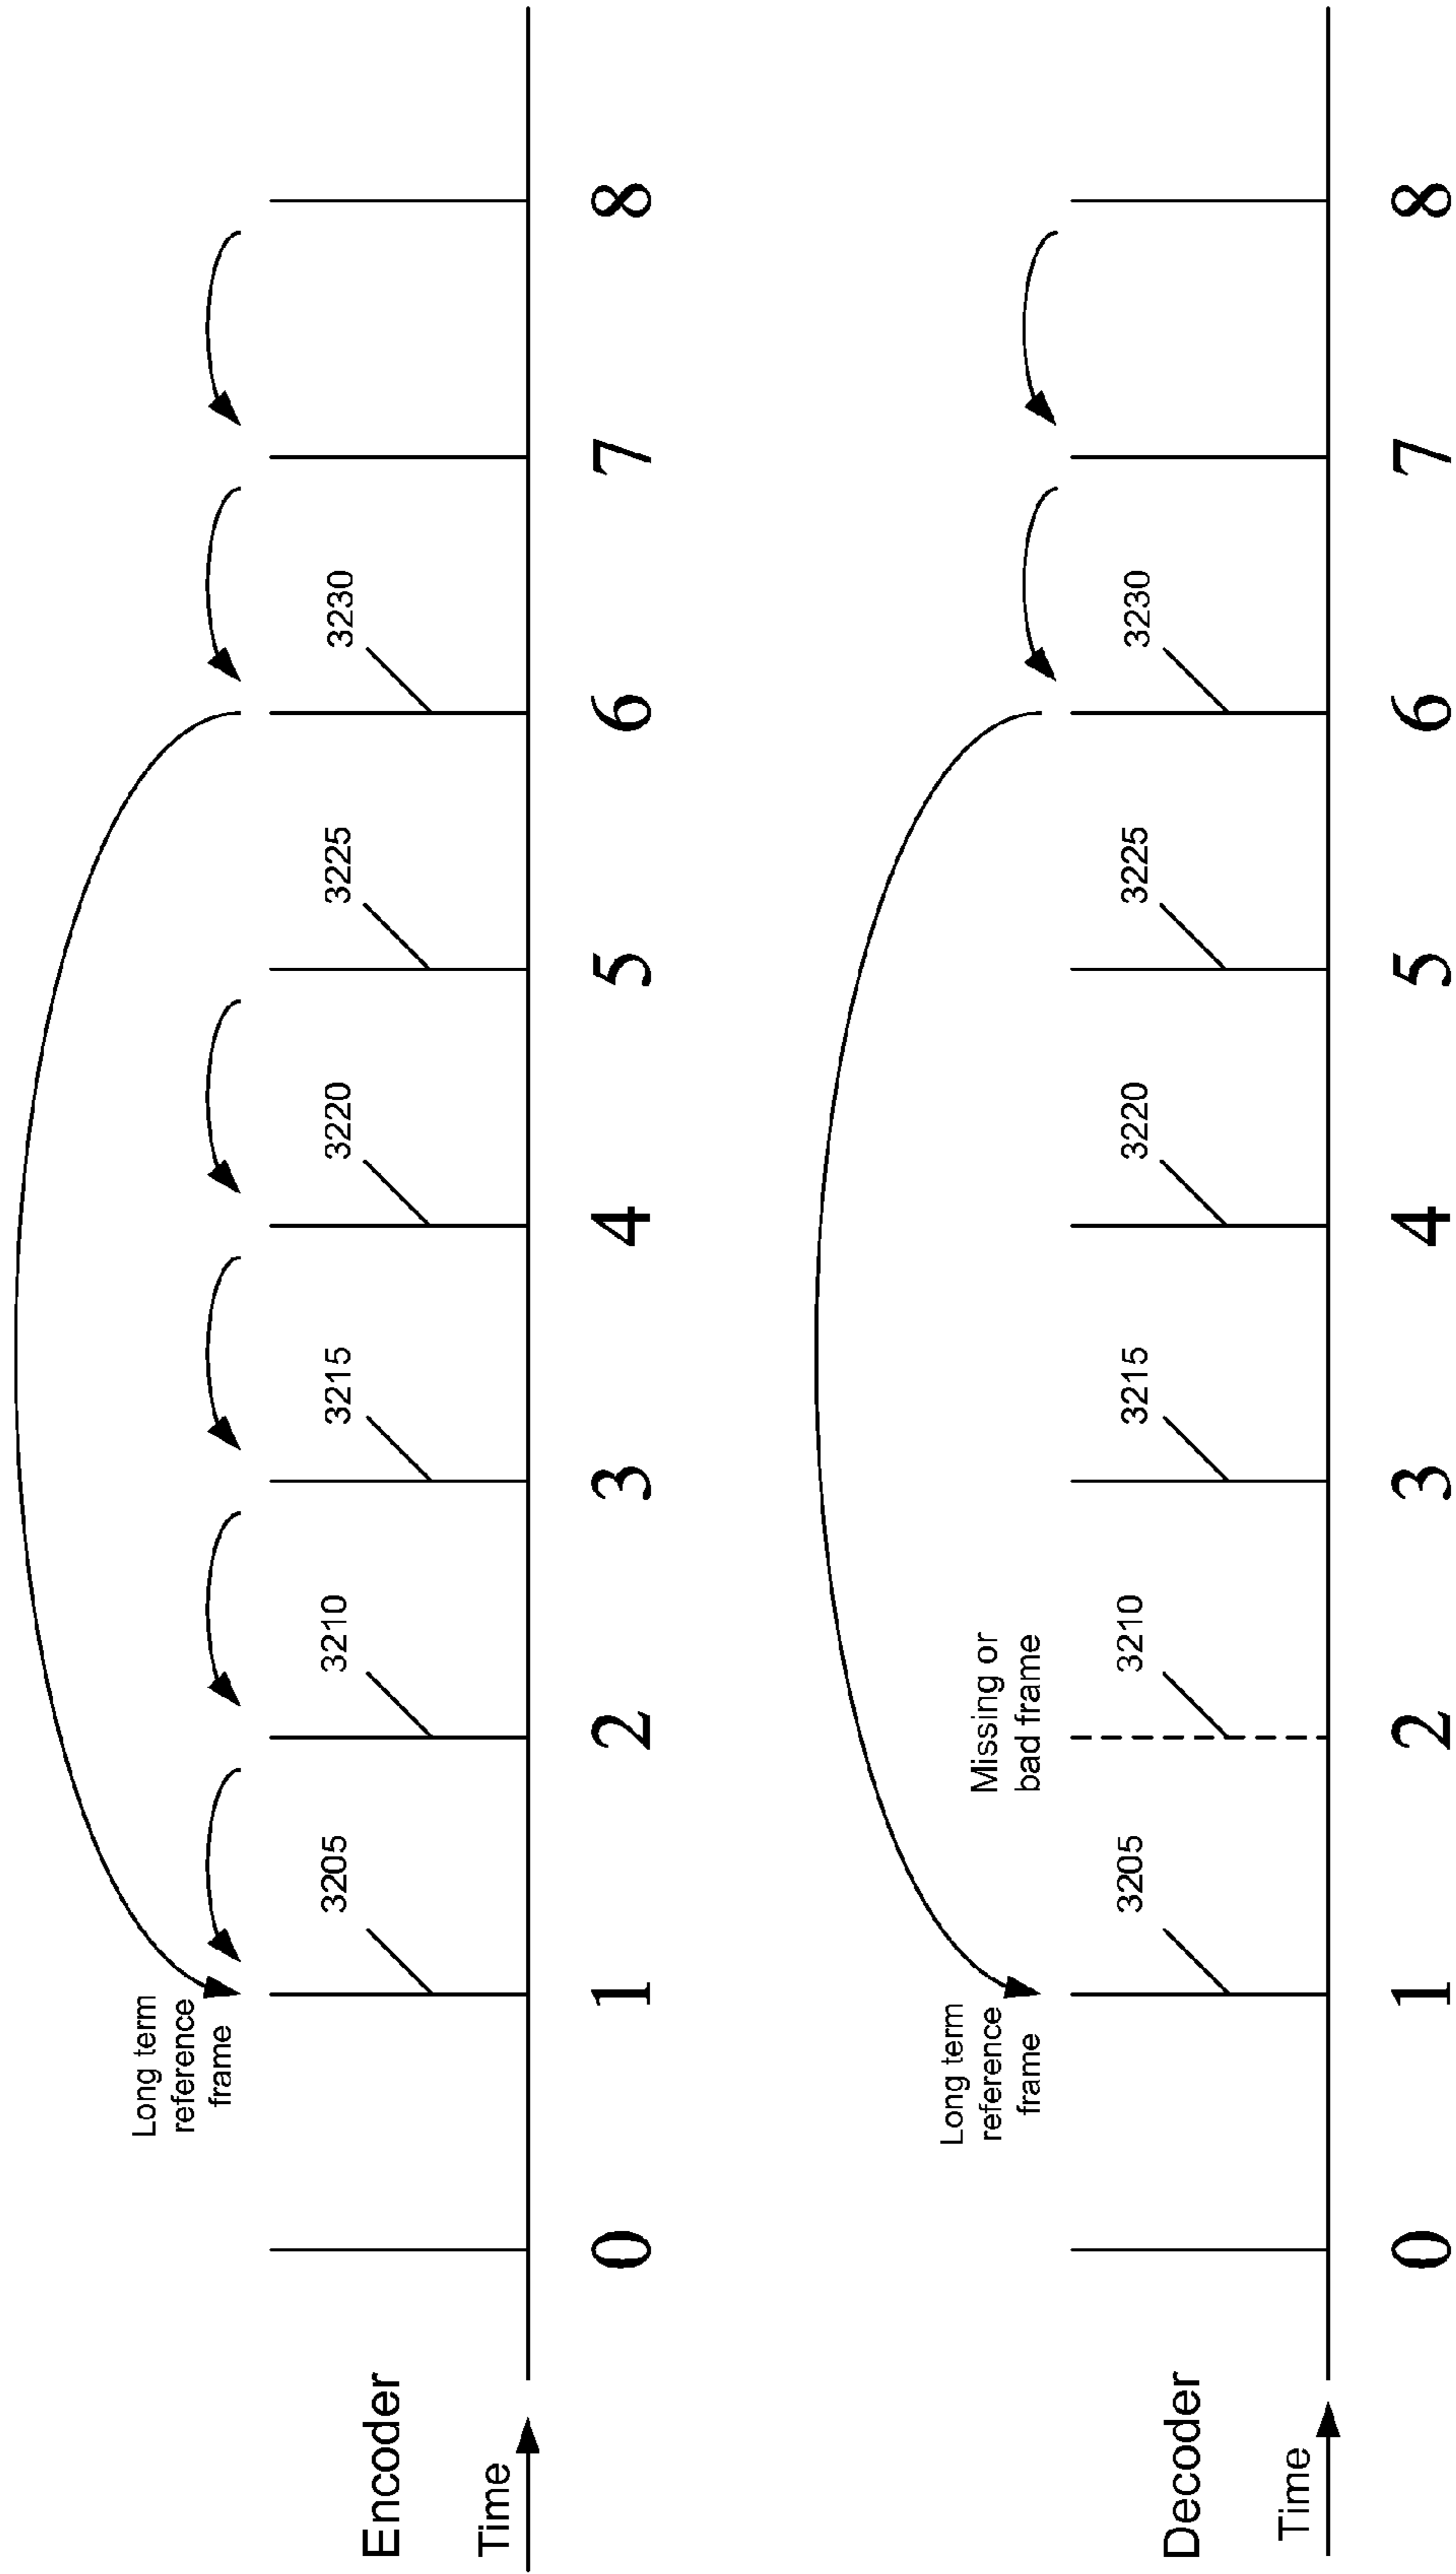 Long term
reference
frame
Encoder
3205
3210
3215
3220
3225
3230
Time
0 1 2 3 4 5 6 7 8
Missing or
bad frame
Long term
reference
frame
Decoder
3205
3210
3215
3220
3225
3230
Time
0 1 2 3 4 5 6 7 8